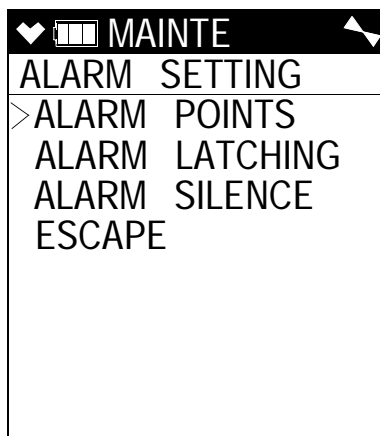 MAINTE
ALARM SETTING
>ALARM POINTS
ALARM LATCHING
ALARM SILENCE
ESCAPE